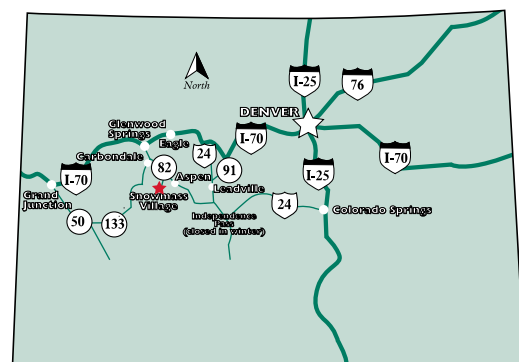 I-25
76
North
DENVER
Glenwood
Springs
Eagle
I-70
24
Carbondale
82
91
I-70
I-70
Aspen
I-25
Leadville
Grand
Junction
Snowmass
Village
24
Colorado Springs
50
133
Independence
Pass
(closed in winter)